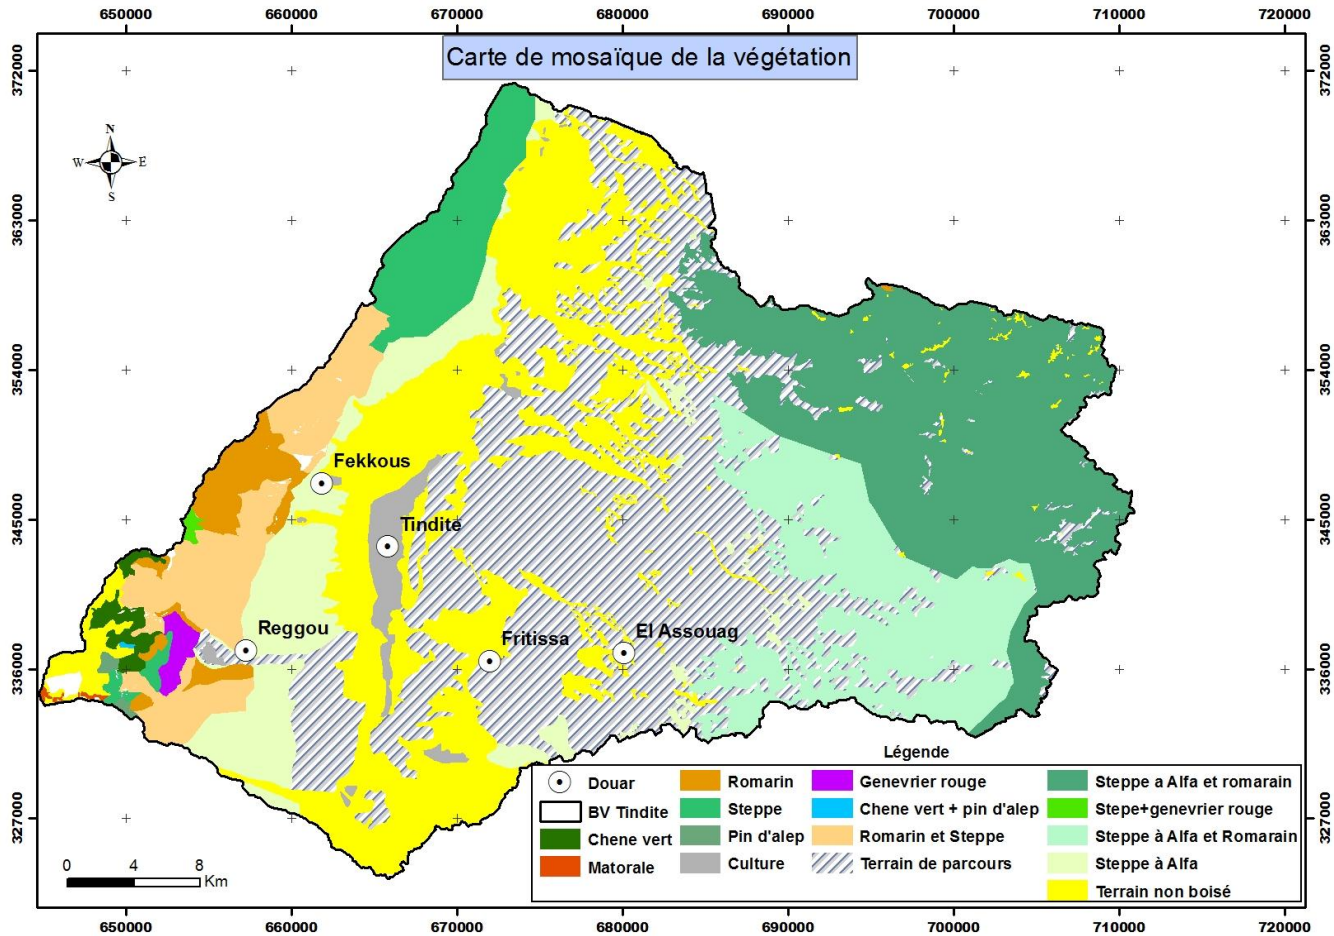 650000 660000 670000 680000 690000 700000 710000 720000
Carte de mosaïque de la végétation
372000 372000
N
W E
S
363000 363000
354000 354000
Fekkous
345000 345000
Tindite
Reggou
Fritissa
El Assouag
336000 336000
Légende
Douar
BV Tindite
Chene vert
Matorale
Romarin
Steppe
Pin d'alep
Culture
Genevrier rouge
Chene vert + pin d'alep
Romarin et Steppe
Terrain de parcours
Steppe a Alfa et romarain
Stepe+genevrier rouge
Steppe à Alfa et Romarain
Steppe à Alfa
Terrain non boisé
327000 327000
0 4 8
Km
650000 660000 670000 680000 690000 700000 710000 720000